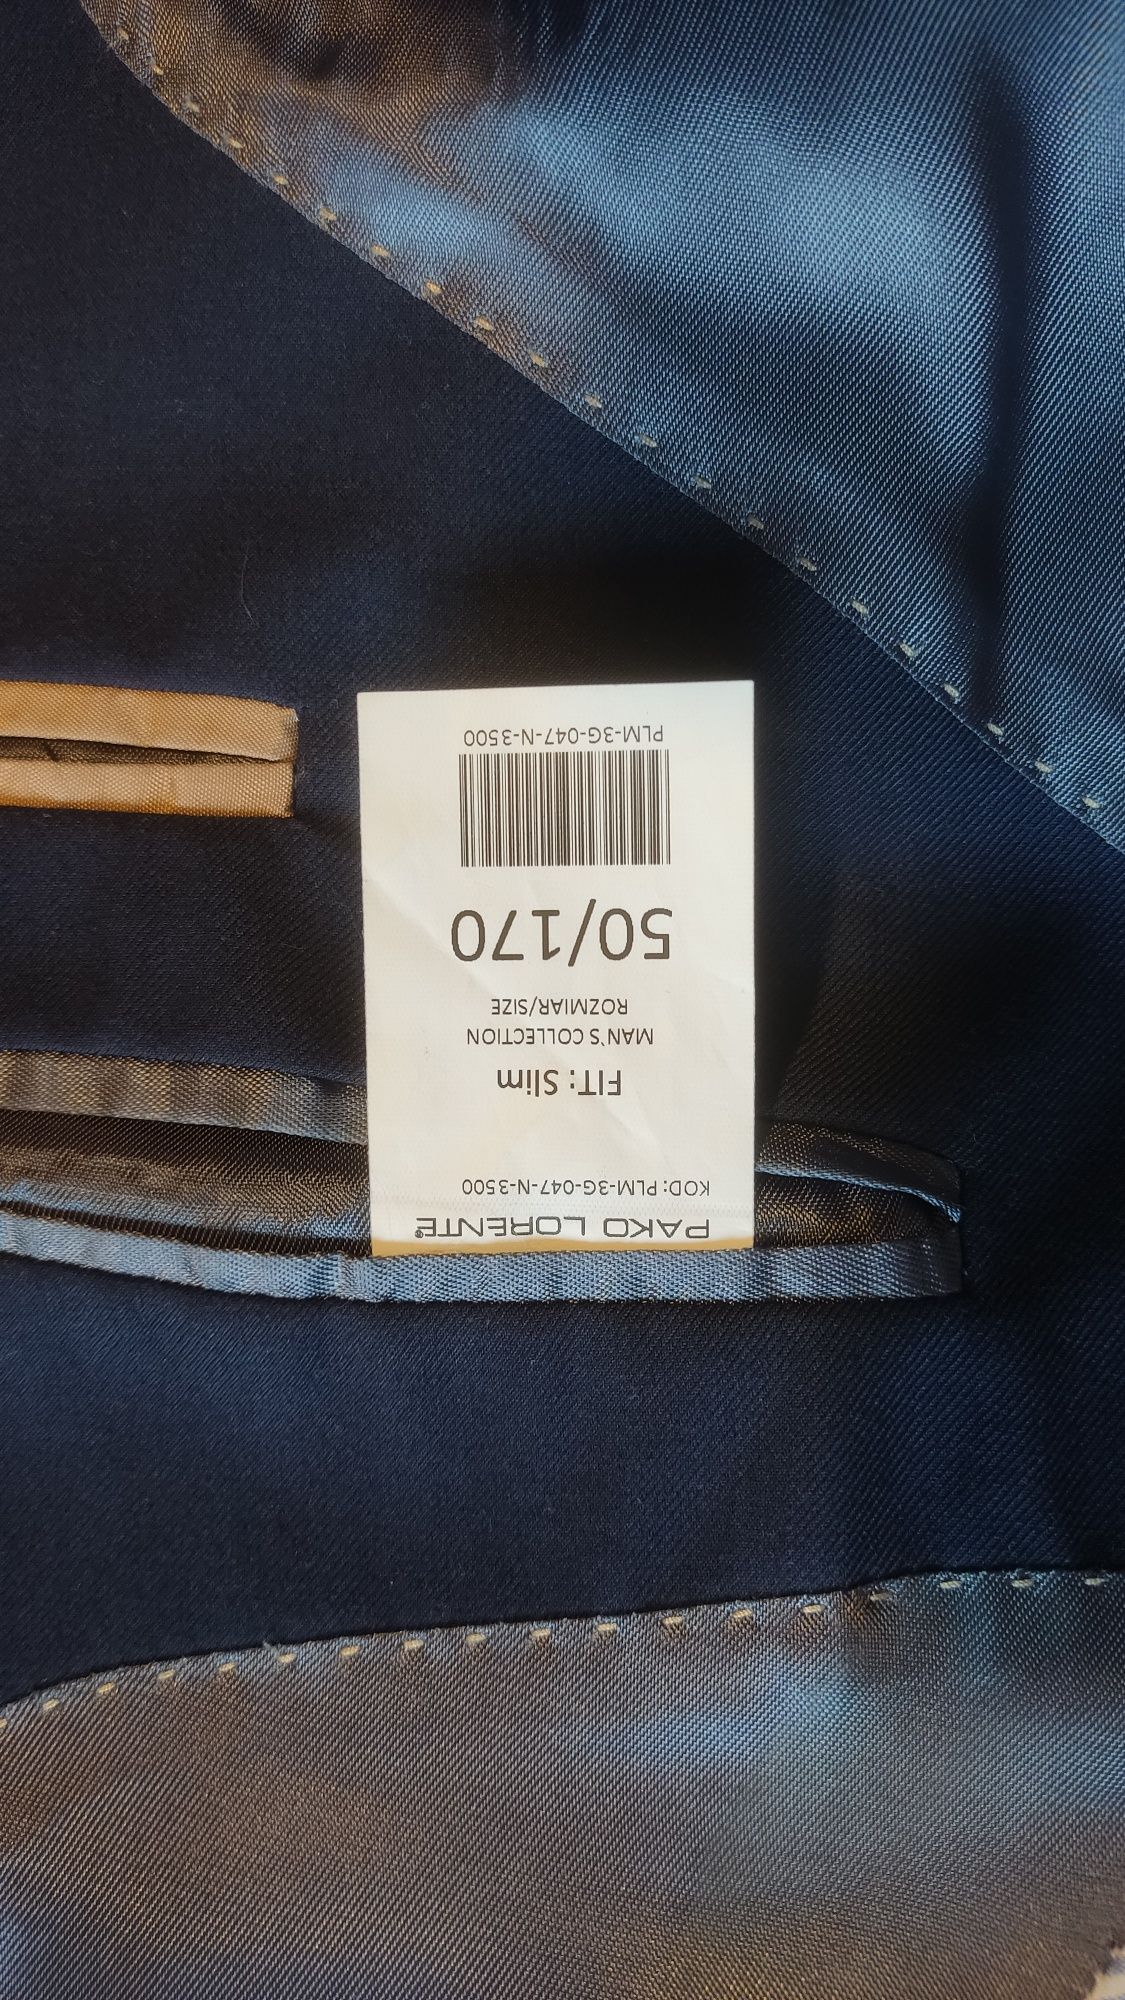 PAKO LORENTE®
KOD: PLM-3G-047-N-3500
FIT: Slim
MAN`S COLLECTION
ROZMIAR/SIZE
50/170
PLM-3G-047-N-3500